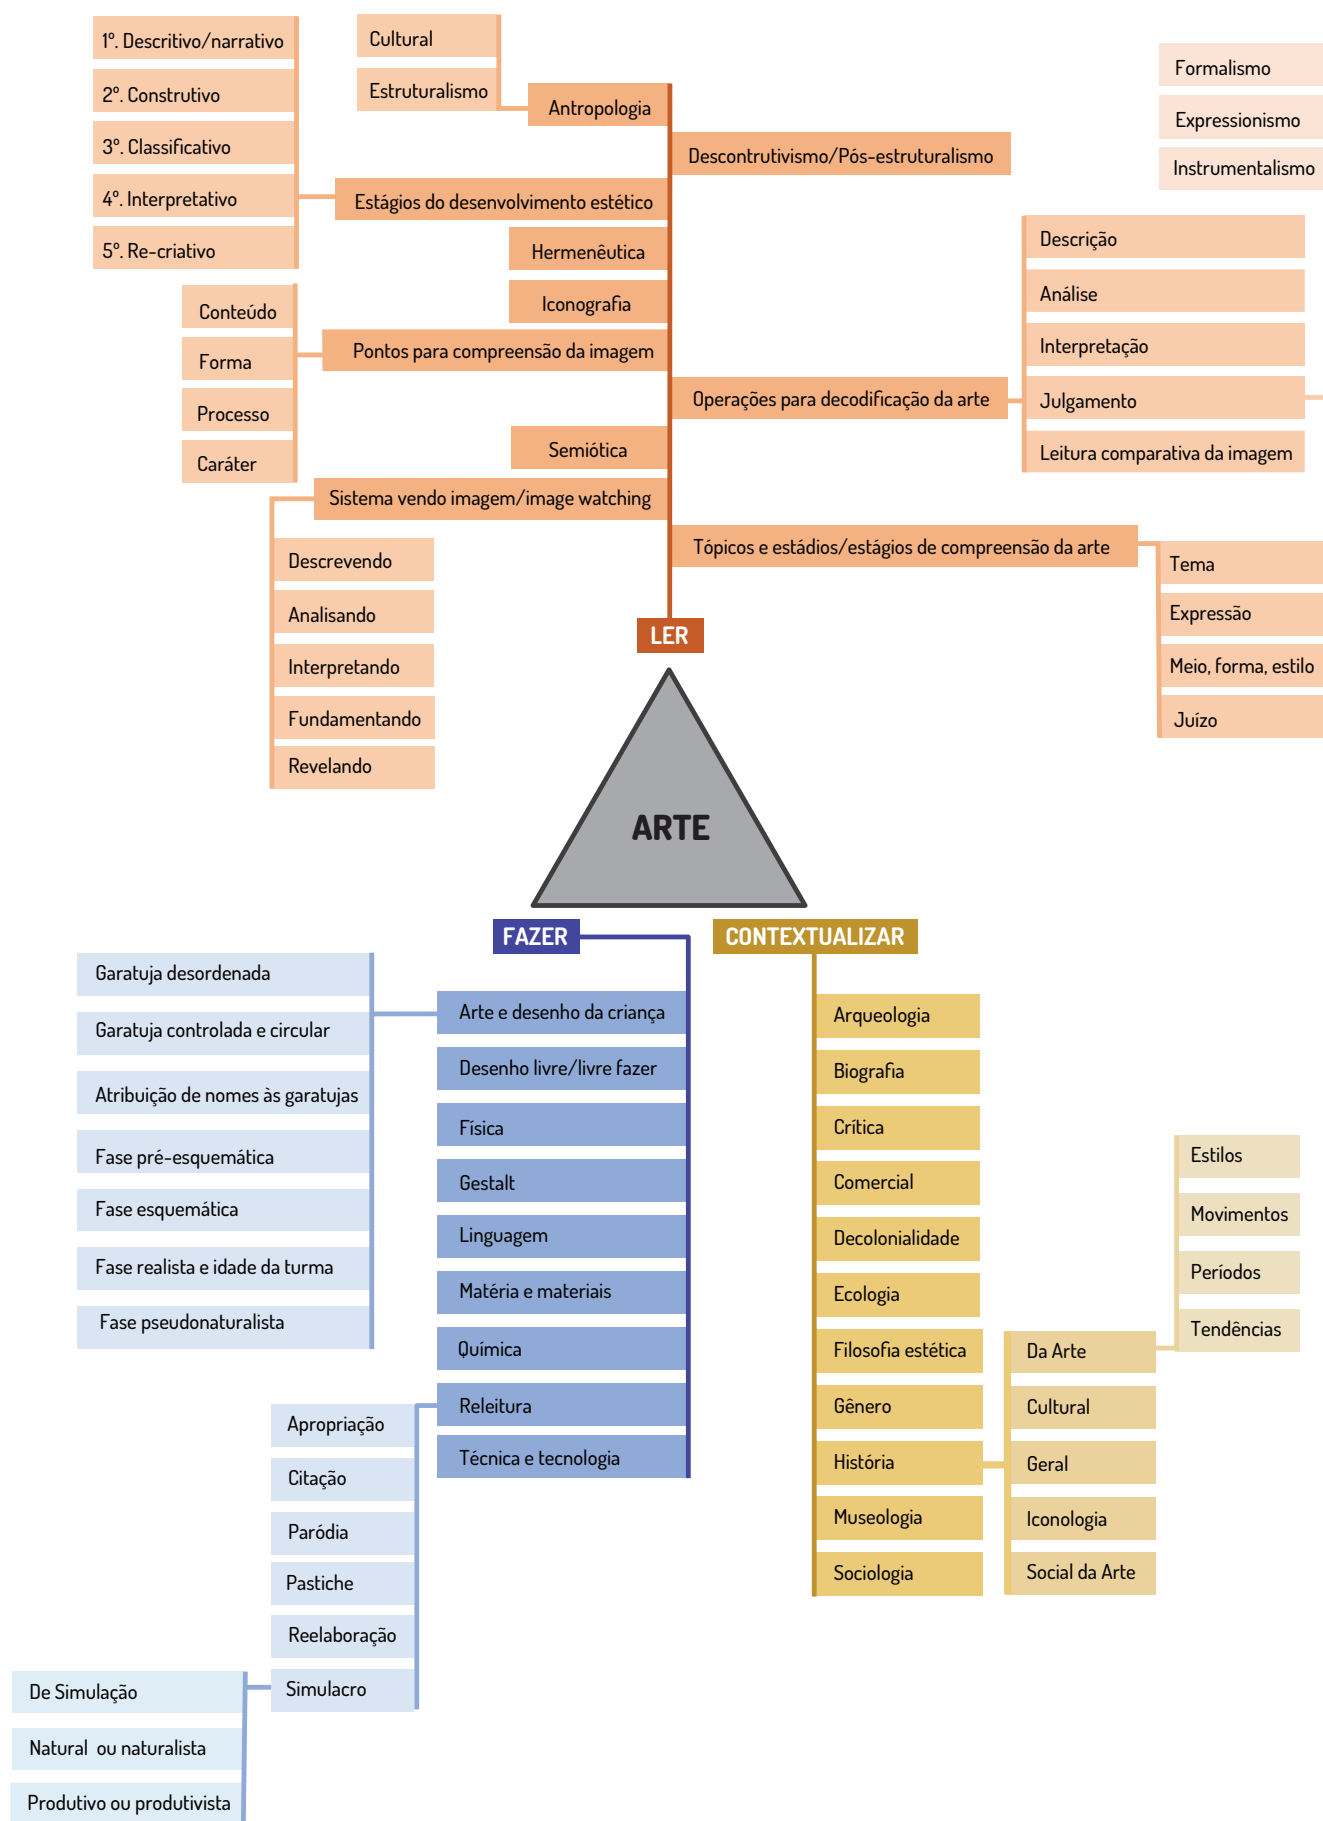 1º. Descritivo/narrativo
2º. Construtivo
3º. Classificativo
4º. Interpretativo
5º. Re-criativo
Cultural
Estruturalismo
Antropologia
Descontrutivismo/Pós-estruturalismo
Formalismo
Expressionismo
Instrumentalismo
Estágios do desenvolvimento estético
Hermenêutica
Iconografia
Conteúdo
Forma
Processo
Caráter
Pontos para compreensão da imagem
Operações para decodificação da arte
Descrição
Análise
Interpretação
Julgamento
Leitura comparativa da imagem
Semiótica
Sistema vendo imagem/image watching
Descrevendo
Analisando
Interpretando
Fundamentando
Revelando
Tópicos e estádios/estágios de compreensão da arte
Tema
Expressão
Meio, forma, estilo
Juízo
LER
ARTE
FAZER
CONTEXTUALIZAR
Garatuja desordenada
Garatuja controlada e circular
Atribuição de nomes às garatujas
Fase pré-esquemática
Fase esquemática
Fase realista e idade da turma
Fase pseudonaturalista
Arte e desenho da criança
Desenho livre/livre fazer
Física
Gestalt
Linguagem
Matéria e materiais
Química
Releitura
Técnica e tecnologia
Apropriação
Citação
Paródia
Pastiche
Reelaboração
Simulacro
De Simulação
Natural  ou naturalista
Produtivo ou produtivista
Arqueologia
Biografia
Crítica
Comercial
Decolonialidade
Ecologia
Filosofia estética
Gênero
História
Museologia
Sociologia
Da Arte
Cultural
Geral
Iconologia
Social da Arte
Estilos
Movimentos
Períodos
Tendências